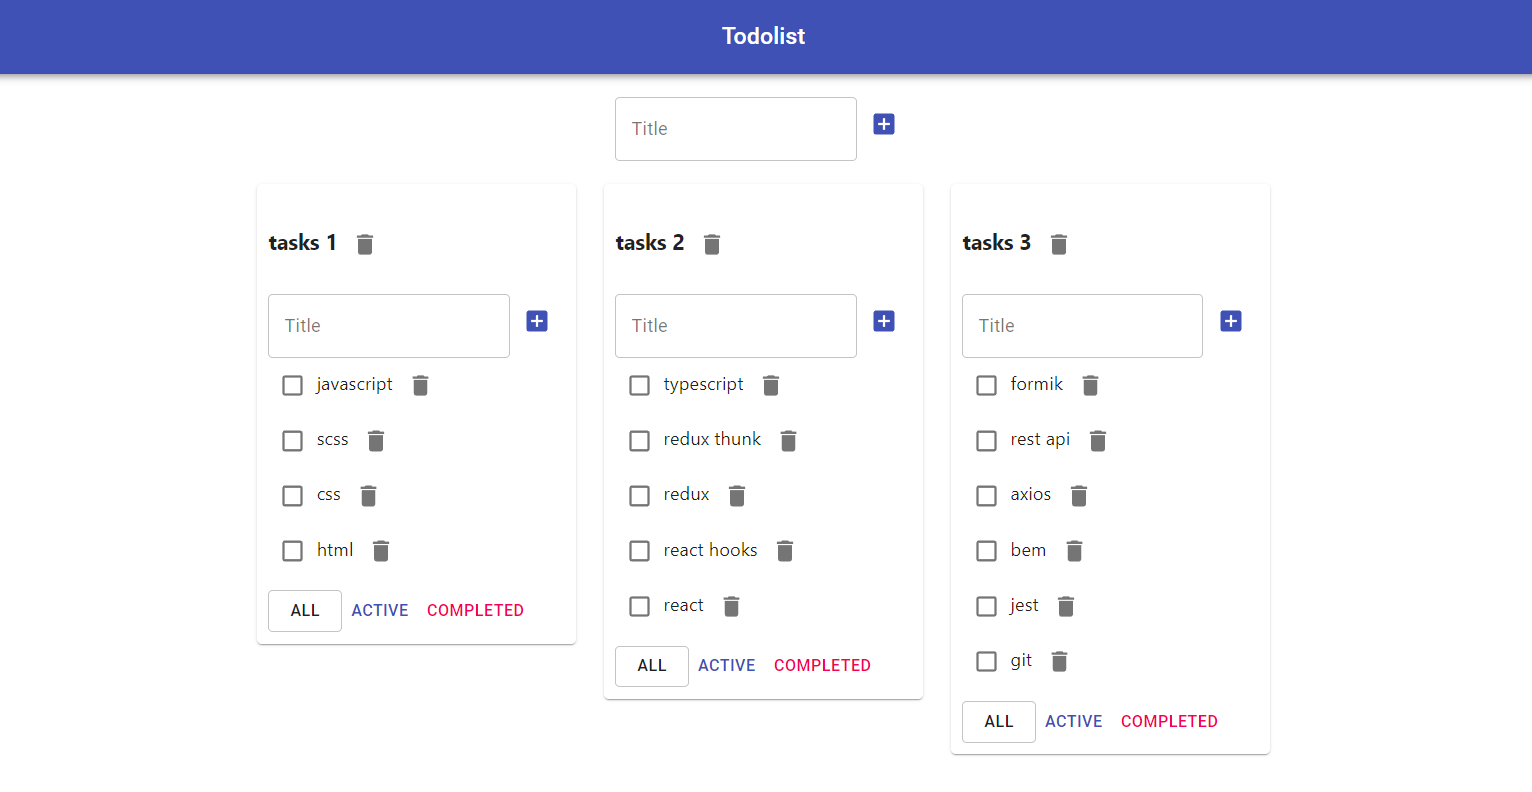 Todolist
Title
tasks 1
Title
javascript
scss
css
html
ALL ACTIVE COMPLETED
tasks 2
Title
typescript
redux thunk
redux
react hooks
react
ALL ACTIVE COMPLETED
tasks 3
Title
formik
rest api
axios
bem
jest
git
ALL ACTIVE COMPLETED